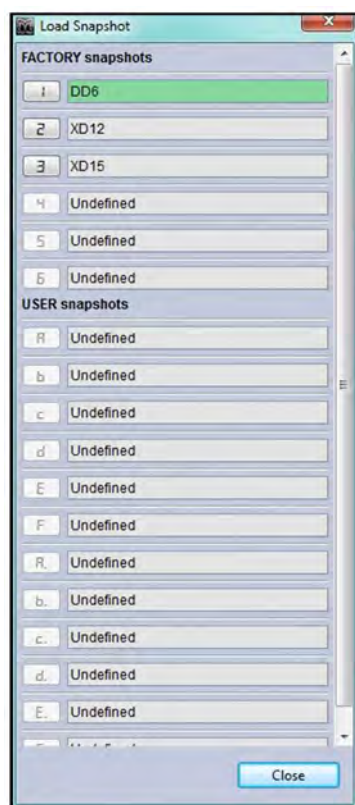 Load Snapshot
FACTORY snapshots
1 DD6
2 XD12
3 XD15
4 Undefined
5 Undefined
6 Undefined
USER snapshots
A Undefined
b Undefined
c Undefined
d Undefined
E Undefined
F Undefined
A. Undefined
b. Undefined
c. Undefined
d. Undefined
E. Undefined
Close